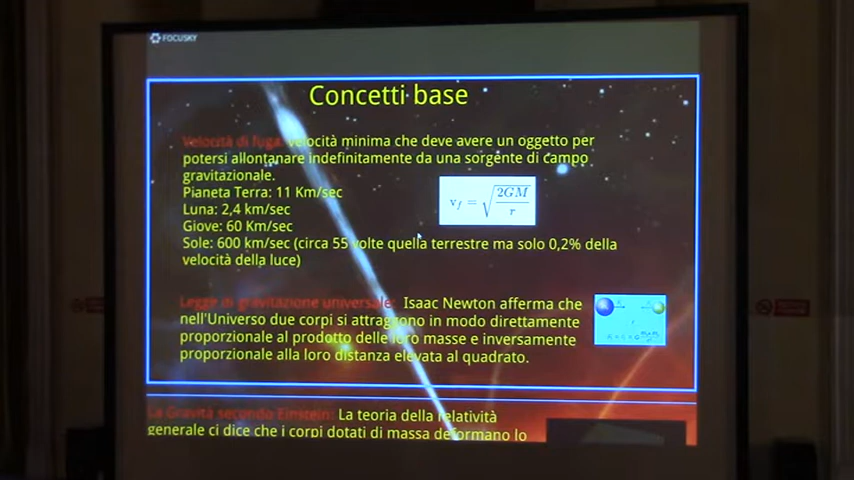 FOCUSKY
Concetti base
Velocità di fuga: velocità minima che deve avere un oggetto per
potersi allontanare indefinitamente da una sorgente di campo
gravitazionale.
Pianeta Terra: 11 Km/sec
Luna: 2,4 km/sec
Giove: 60 Km/sec
v_f = √(2GM / r)
Sole: 600 km/sec (circa 55 volte quella terrestre ma solo 0,2% della
velocità della luce)
Legge di gravitazione universale: Isaac Newton afferma che
nell'Universo due corpi si attraggono in modo direttamente
proporzionale al prodotto delle loro masse e inversamente
proporzionale alla loro distanza elevata al quadrato.
La Gravità secondo Einstein: La teoria della relatività
generale ci dice che i corpi dotati di massa deformano lo